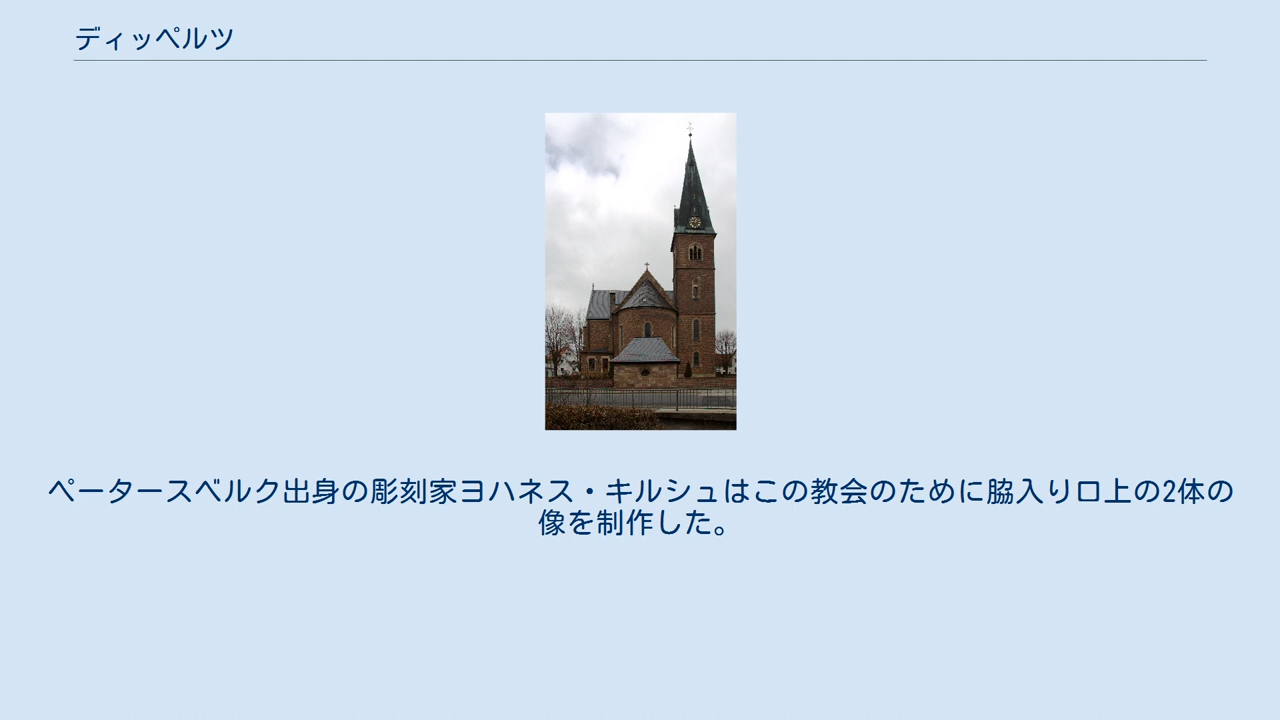 ディッペルツ
ペータースベルク出身の彫刻家ヨハネス・キルシュはこの教会のために脇入り口上の2体の
像を制作した。